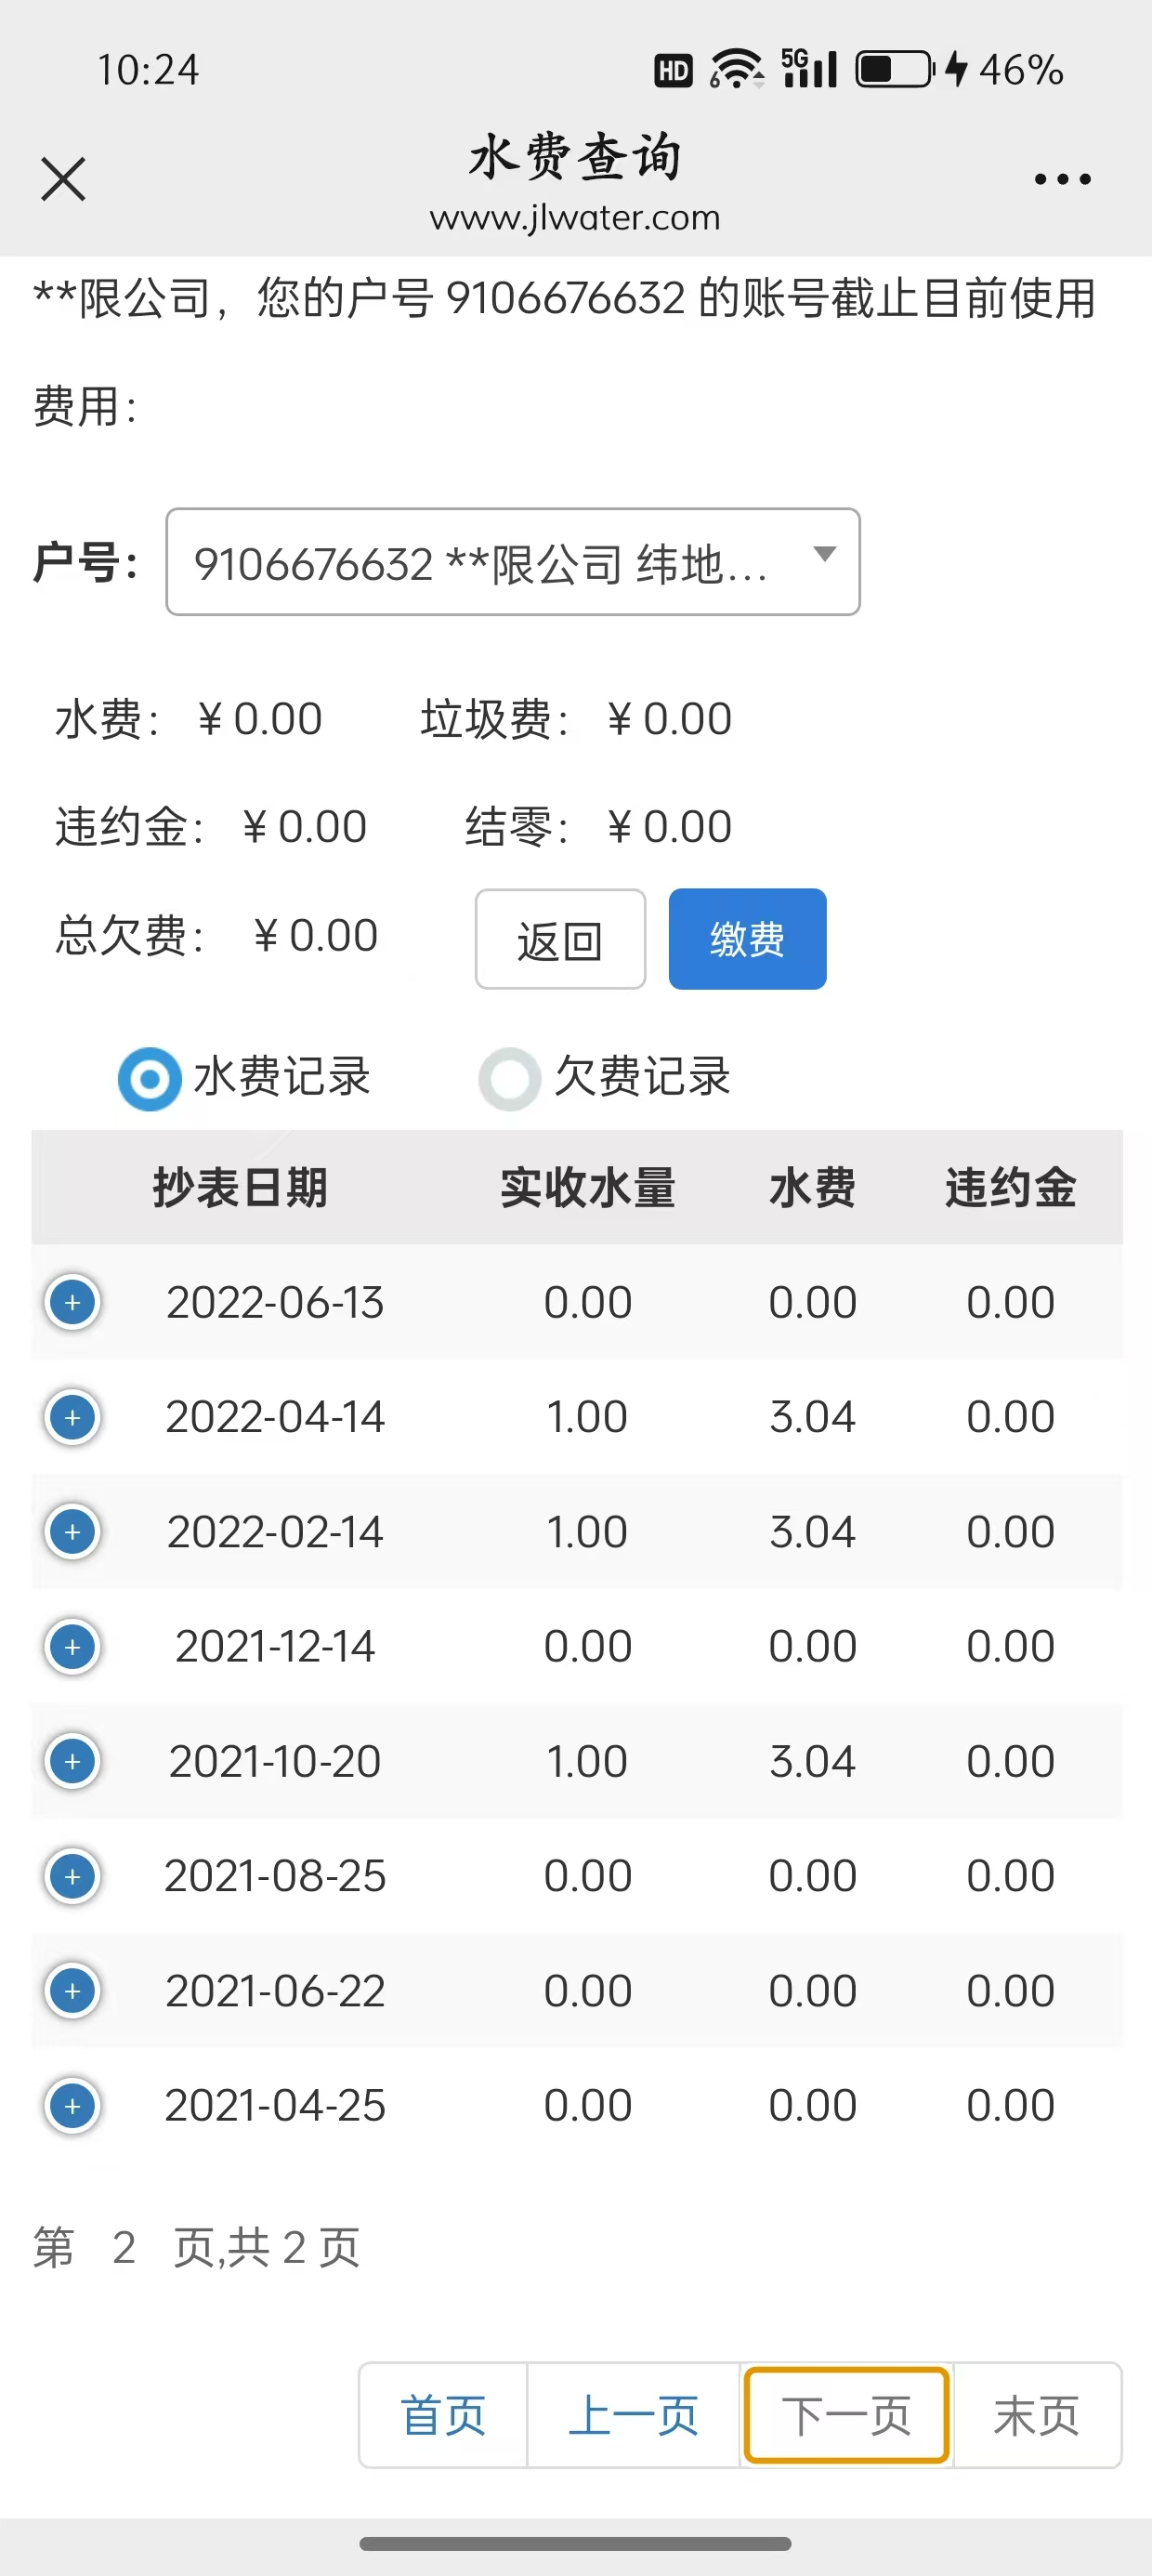 10:24 HD 6 5G 46%
水费查询
www.jlwater.com
**限公司，您的户号 9106676632 的账号截止目前使用
费用：
户号： 9106676632 **限公司 纬地...
水费： ¥ 0.00 垃圾费： ¥ 0.00
违约金： ¥ 0.00 结零： ¥ 0.00
总欠费： ¥ 0.00 返回 缴费
水费记录 欠费记录
抄表日期 实收水量 水费 违约金
+ 2022-06-13 0.00 0.00 0.00
+ 2022-04-14 1.00 3.04 0.00
+ 2022-02-14 1.00 3.04 0.00
+ 2021-12-14 0.00 0.00 0.00
+ 2021-10-20 1.00 3.04 0.00
+ 2021-08-25 0.00 0.00 0.00
+ 2021-06-22 0.00 0.00 0.00
+ 2021-04-25 0.00 0.00 0.00
第 2 页,共 2 页
首页 上一页 下一页 末页